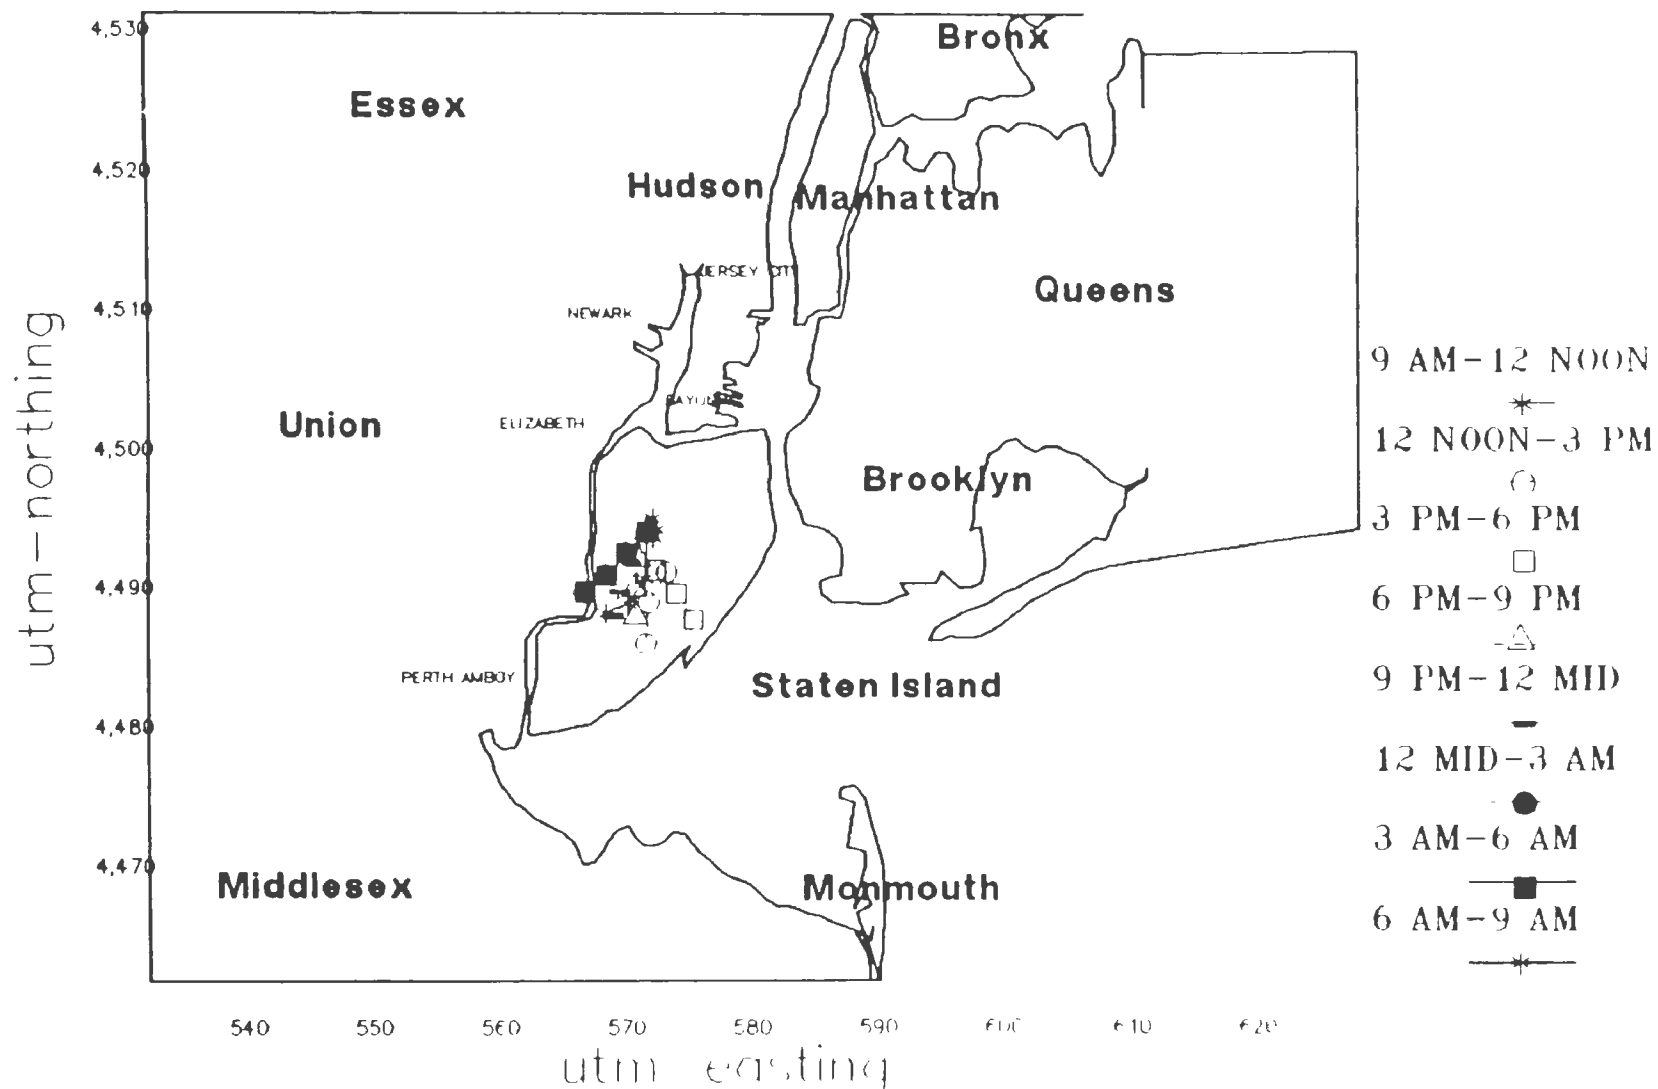 4,530
Bronx
Essex
4,520
Hudson
Manhattan
JERSEY CITY
Queens
4,510
NEWARK
9 AM-12 NOON
Union
ELIZABETH
12 NOON-3 PM
4,500
Brooklyn
3 PM-6 PM
4,490
6 PM-9 PM
PERTH AMBOY
Staten Island
9 PM-12 MID
4,480
12 MID-3 AM
3 AM-6 AM
4,470
Middlesex
Monmouth
6 AM-9 AM
540 550 560 570 580 590 600 610 620
utm easting
utm-northing